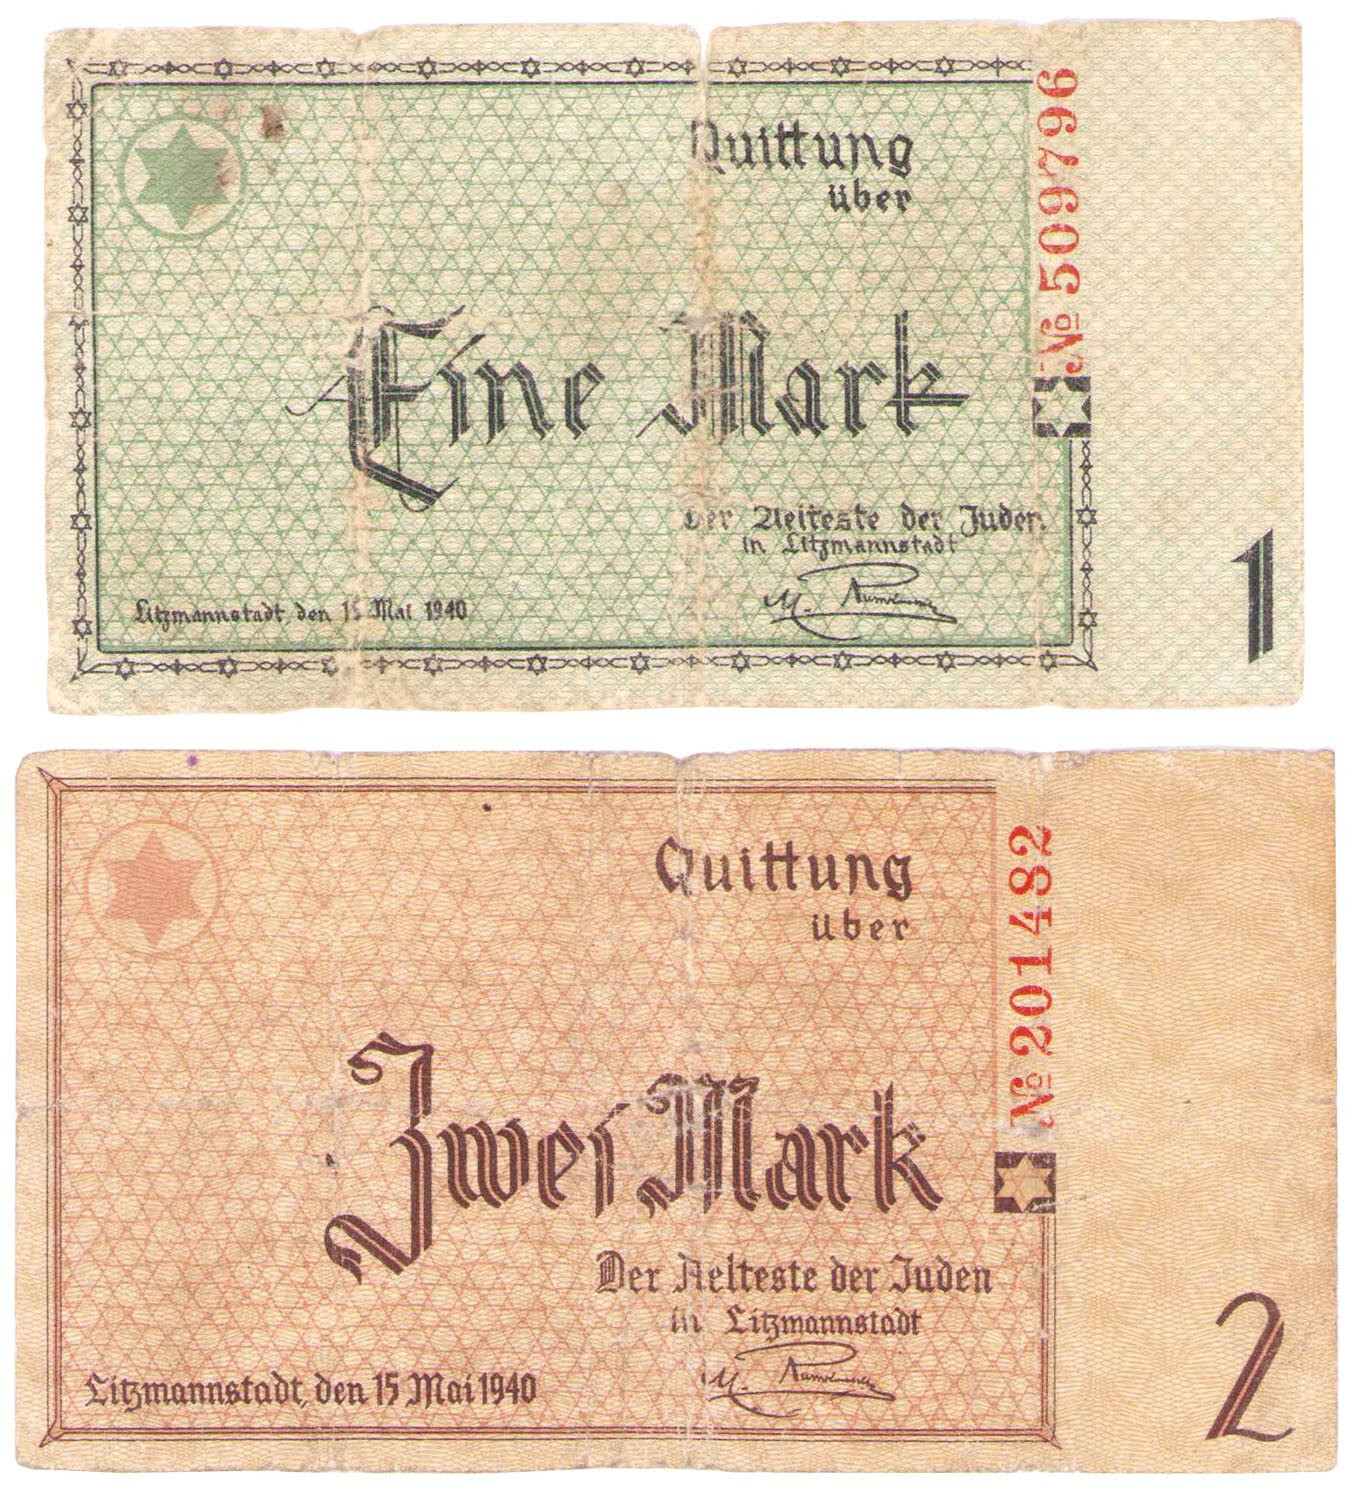 Quittung
über
№ 509796
Eine Mark
Der Aelteste der Juden
in Litzmannstadt
Litzmannstadt, den 15 Mai 1940
1
Quittung
über
№ 201482
Zwei Mark
Der Aelteste der Juden
in Litzmannstadt
Litzmannstadt, den 15 Mai 1940
2